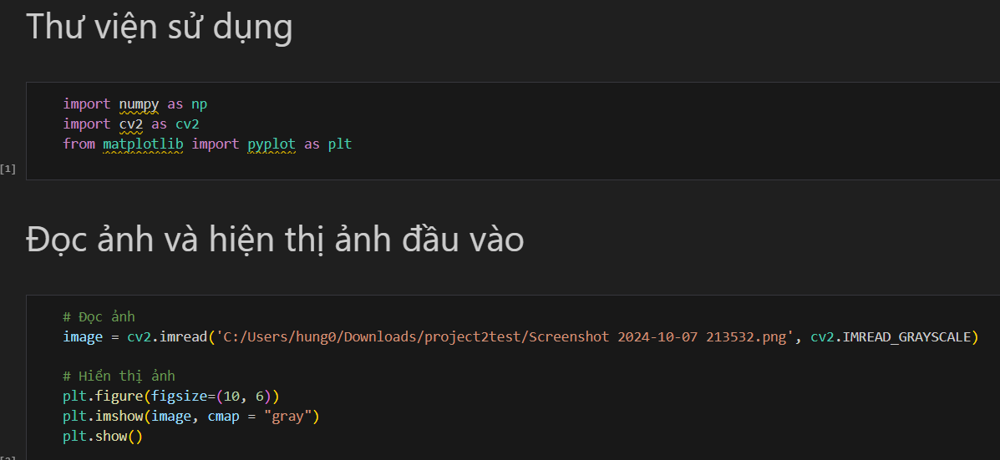 Thư viện sử dụng
import numpy as np
import cv2 as cv2
from matplotlib import pyplot as plt
[1]
Đọc ảnh và hiện thị ảnh đầu vào
# Đọc ảnh
image = cv2.imread('C:/Users/hung0/Downloads/project2test/Screenshot 2024-10-07 213532.png', cv2.IMREAD_GRAYSCALE)
# Hiển thị ảnh
plt.figure(figsize=(10, 6))
plt.imshow(image, cmap = "gray")
plt.show()